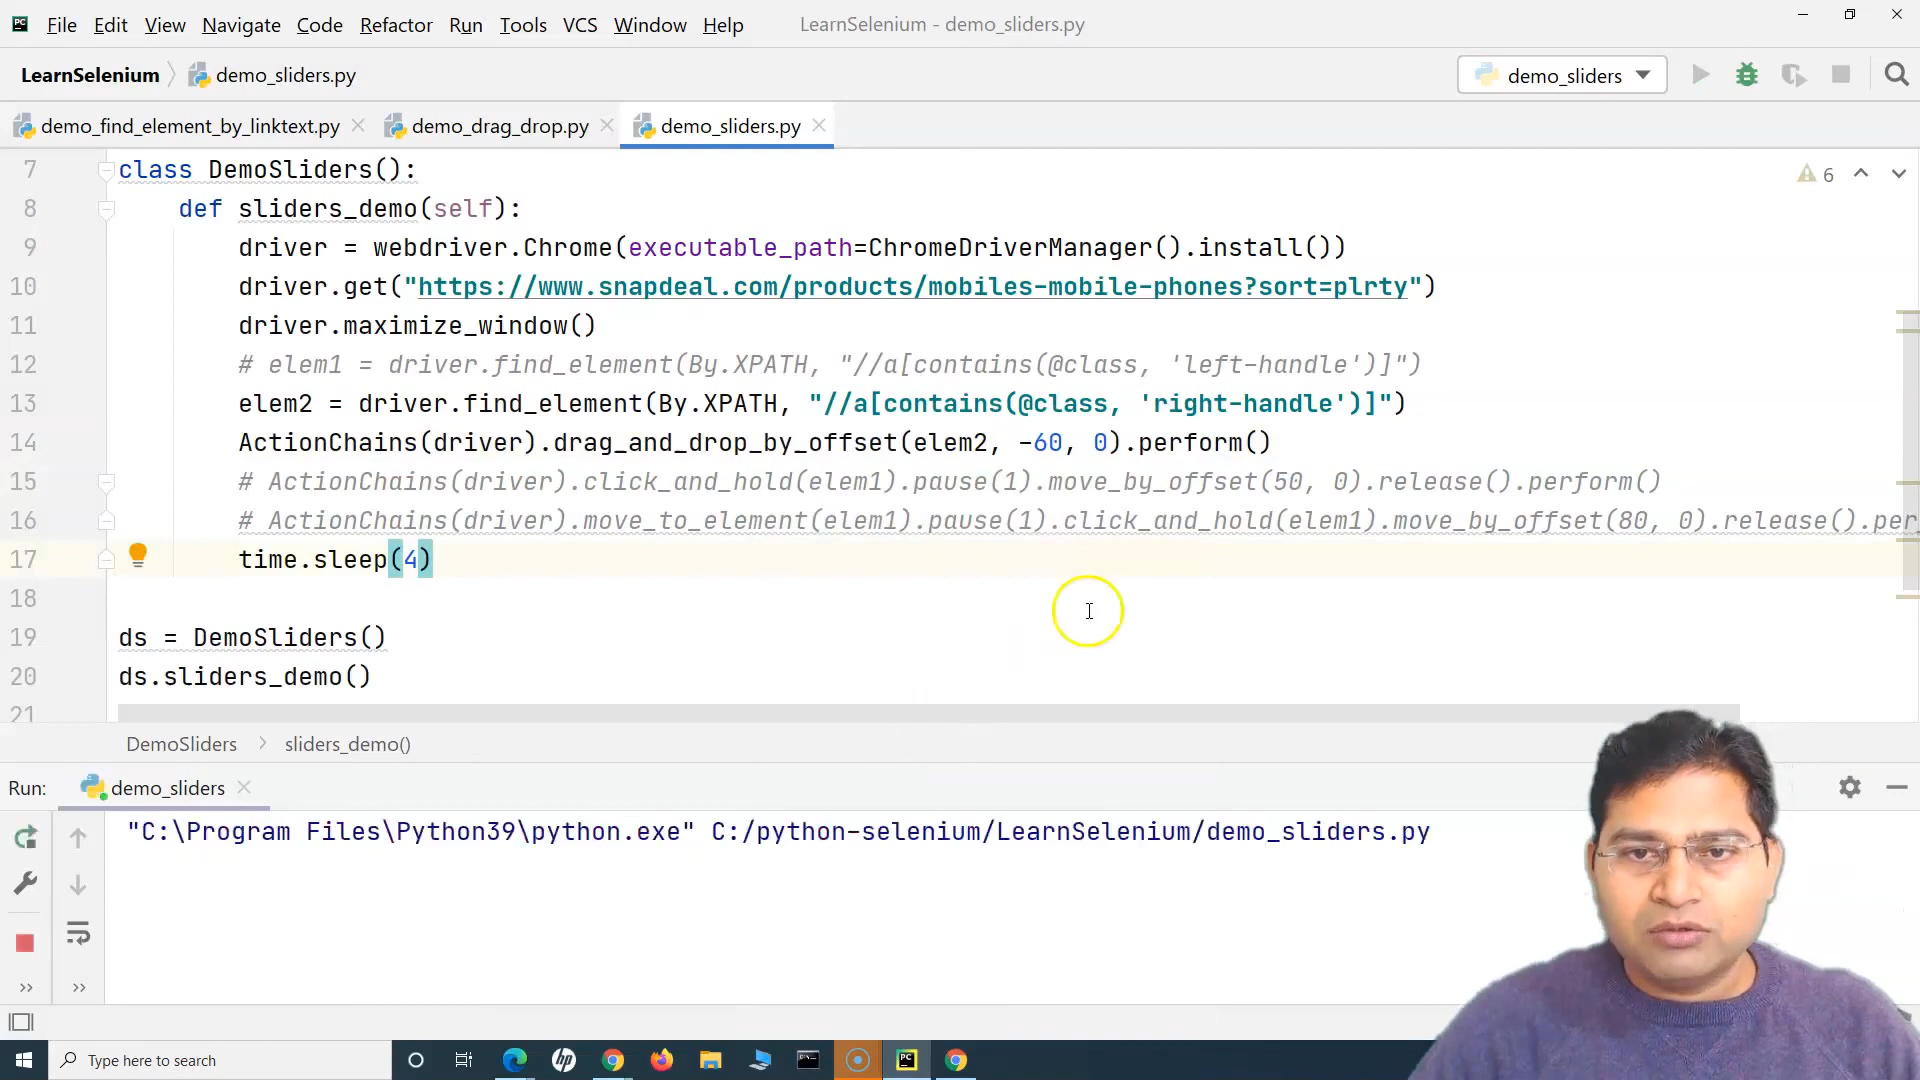 File Edit View Navigate Code Refactor Run Tools VCS Window Help LearnSelenium - demo_sliders.py
LearnSelenium demo_sliders.py demo_sliders
demo_find_element_by_linktext.py demo_drag_drop.py demo_sliders.py
7 class DemoSliders(): 6
8 def sliders_demo(self):
9 driver = webdriver.Chrome(executable_path=ChromeDriverManager().install())
10 driver.get("https://www.snapdeal.com/products/mobiles-mobile-phones?sort=plrty")
11 driver.maximize_window()
12 # elem1 = driver.find_element(By.XPATH, "//a[contains(@class, 'left-handle')]")
13 elem2 = driver.find_element(By.XPATH, "//a[contains(@class, 'right-handle')]")
14 ActionChains(driver).drag_and_drop_by_offset(elem2, -60, 0).perform()
15 # ActionChains(driver).click_and_hold(elem1).pause(1).move_by_offset(50, 0).release().perform()
16 # ActionChains(driver).move_to_element(elem1).pause(1).click_and_hold(elem1).move_by_offset(80, 0).release().per
17 time.sleep(4)
18
19 ds = DemoSliders()
20 ds.sliders_demo()
21
DemoSliders > sliders_demo()
Run: demo_sliders
"C:\Program Files\Python39\python.exe" C:/python-selenium/LearnSelenium/demo_sliders.py
Type here to search